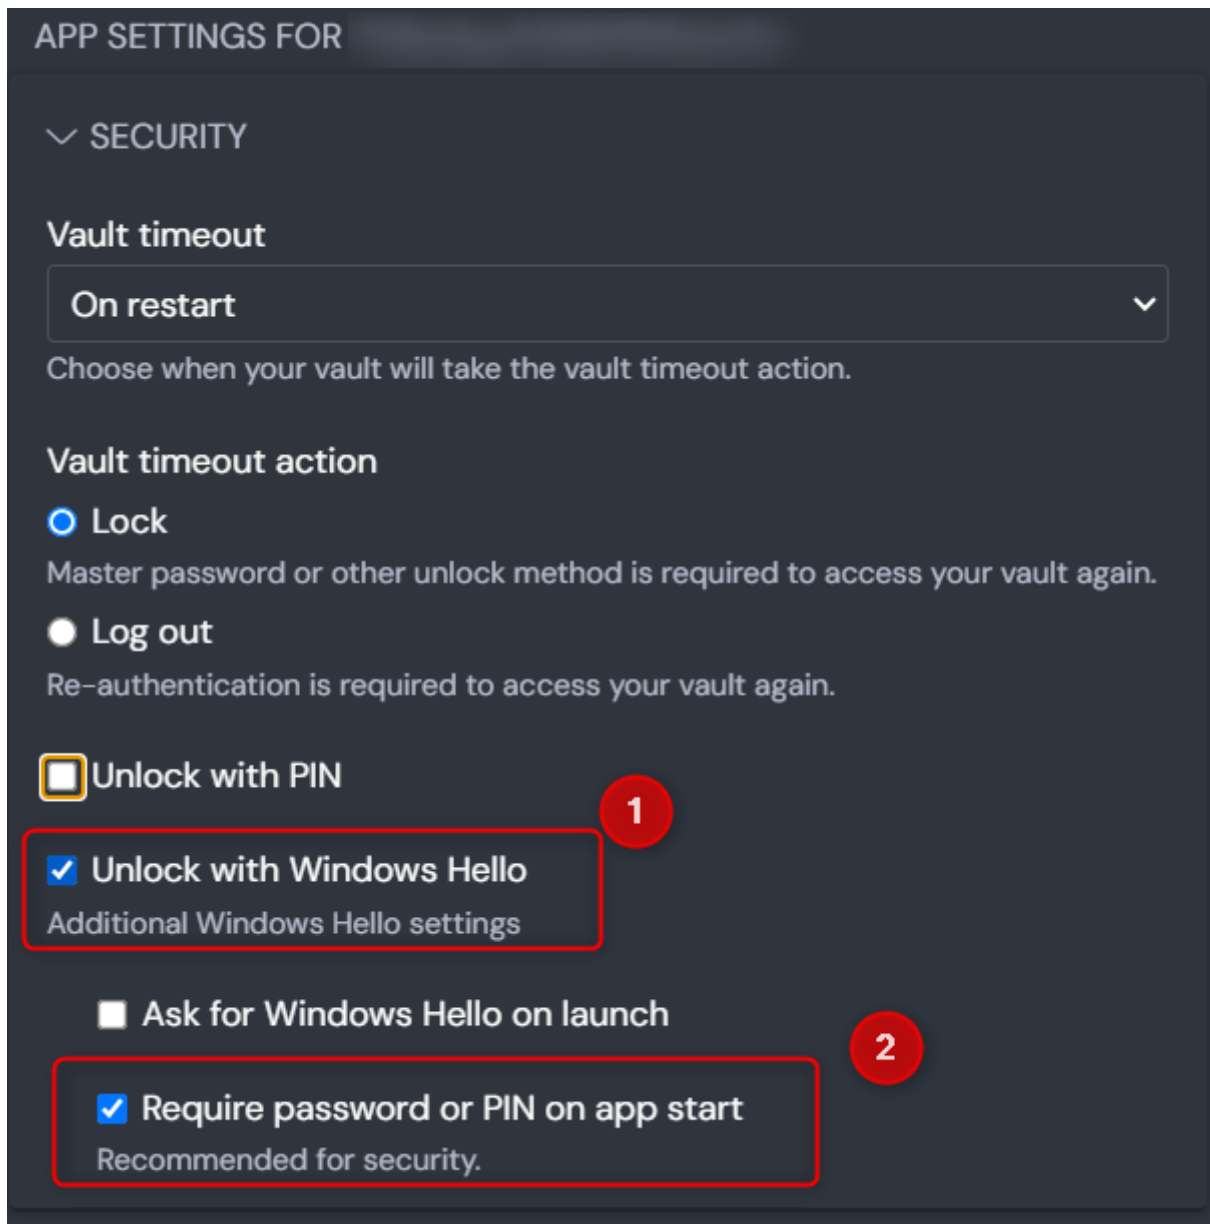 APP SETTINGS FOR
SECURITY
Vault timeout
On restart
Choose when your vault will take the vault timeout action.
Vault timeout action
Lock
Master password or other unlock method is required to access your vault again.
Log out
Re-authentication is required to access your vault again.
Unlock with PIN
1
Unlock with Windows Hello
Additional Windows Hello settings
Ask for Windows Hello on launch
2
Require password or PIN on app start
Recommended for security.